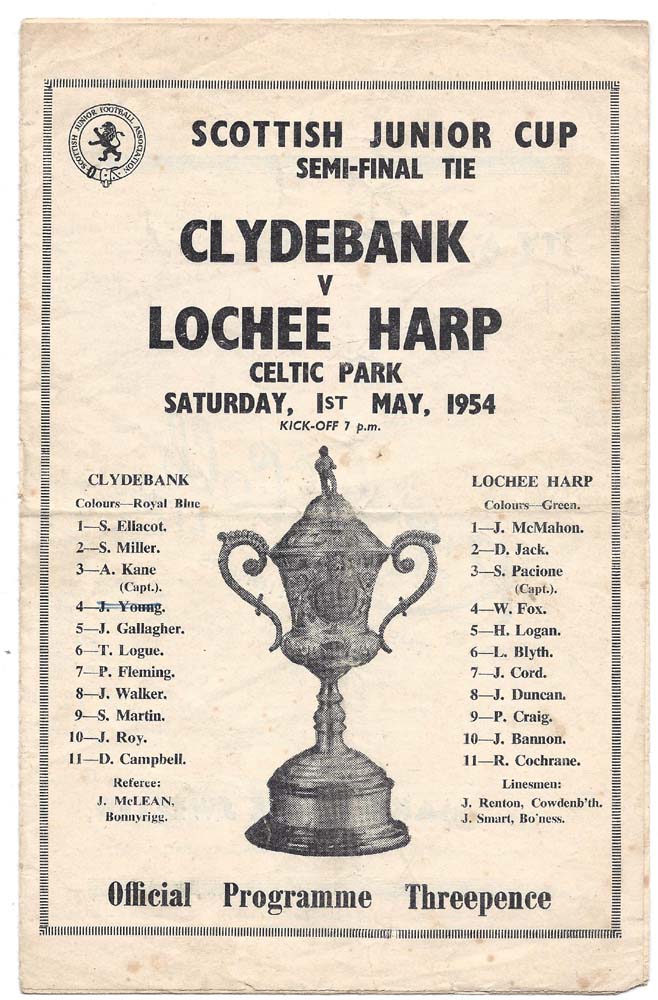 SCOTTISH JUNIOR FOOTBALL ASSOCIATION
SCOTTISH JUNIOR CUP
SEMI-FINAL TIE
CLYDEBANK
V
LOCHEE HARP
CELTIC PARK
SATURDAY, 1ST MAY, 1954
KICK-OFF 7 p.m.
CLYDEBANK
Colours—Royal Blue
1—S. Ellacot.
2—S. Miller.
3—A. Kane
(Capt.).
4—J. Young.
5—J. Gallagher.
6—T. Logue.
7—P. Fleming.
8—J. Walker.
9—S. Martin.
10—J. Roy.
11—D. Campbell.
Referee:
J. McLEAN,
Bonnyrigg.
LOCHEE HARP
Colours—Green.
1—J. McMahon.
2—D. Jack.
3—S. Pacione
(Capt.).
4—W. Fox.
5—H. Logan.
6—L. Blyth.
7—J. Cord.
8—J. Duncan.
9—P. Craig.
10—J. Bannon.
11—R. Cochrane.
Linesmen:
J. Renton, Cowdenb'th.
J. Smart, Bo'ness.
Official Programme Threepence